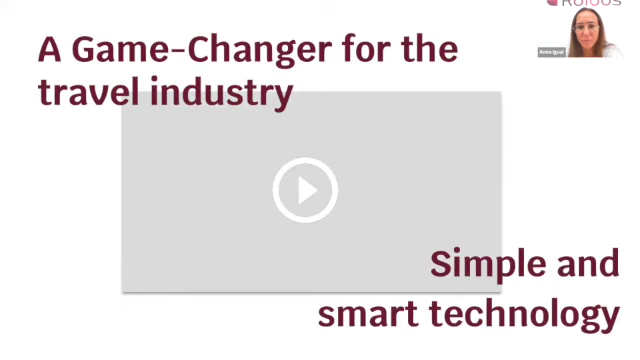 A Game-Changer for the
travel industry
Simple and
smart technology